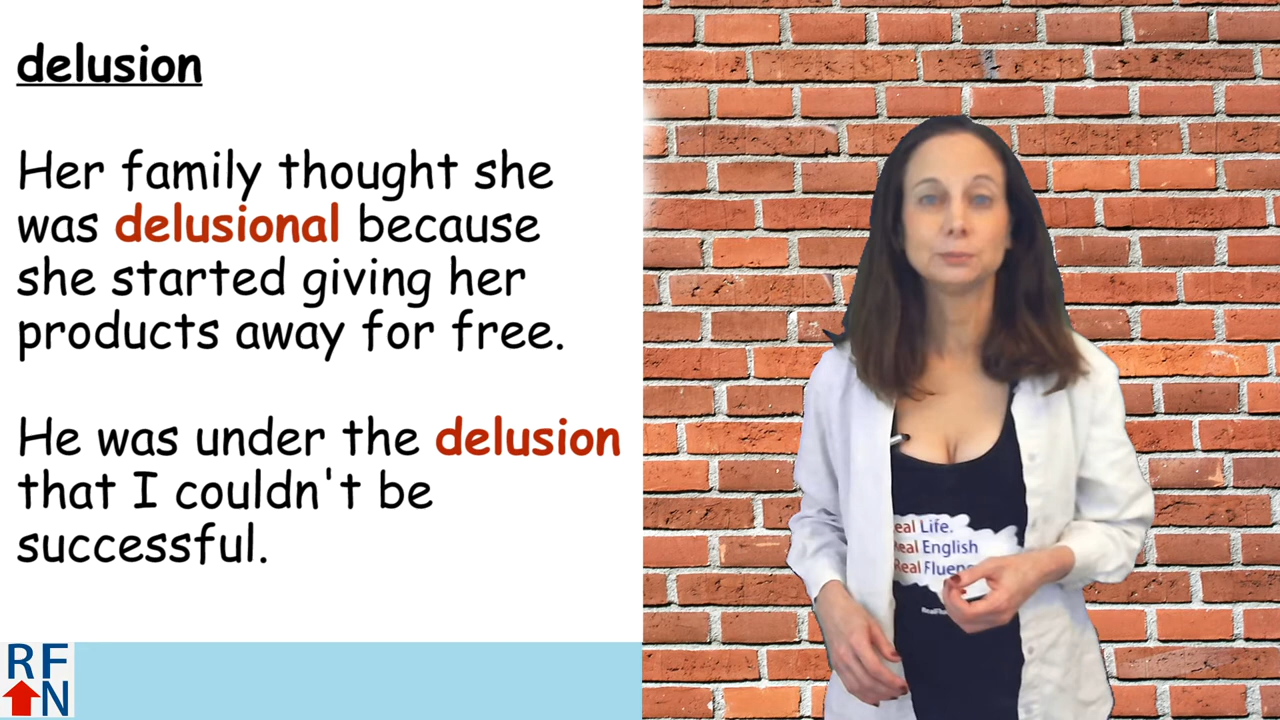 delusion
Her family thought she
was delusional because
she started giving her
products away for free.
He was under the delusion
that I couldn't be
successful.
RF
N
eal Life.
eal English
Real Fluen